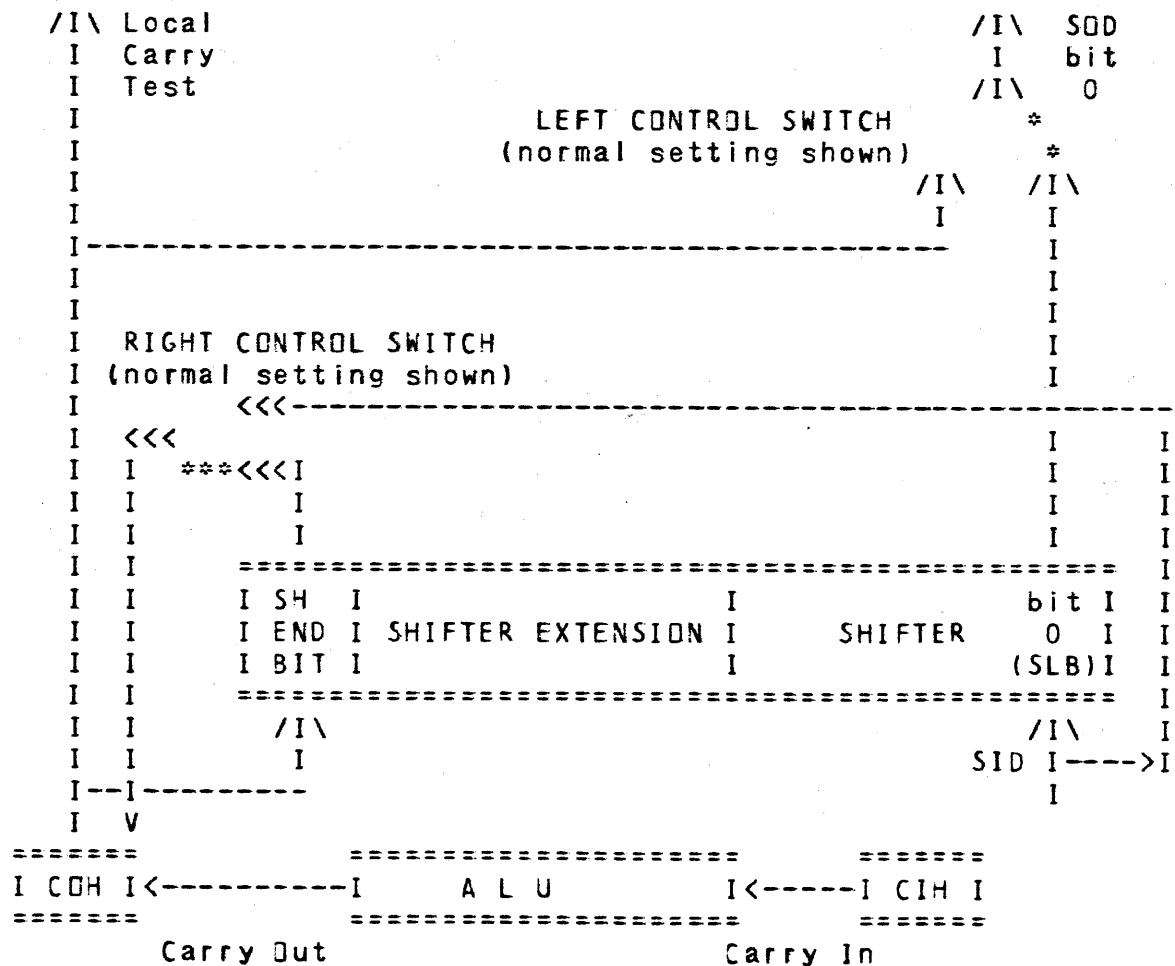 /I\ Local /I\ SOD
I Carry I bit
I Test /I\ 0
I LEFT CONTROL SWITCH *
I (normal setting shown) *
I /I\ /I\
I I I
I---------------------------------------------- I
I I
I I
I RIGHT CONTROL SWITCH I
I (normal setting shown) I
I <<<-----------------------------------------------
I <<< I I
I I ***<<<I I I
I I I I I
I I I I I
I I =============================================== I
I I I SH I I bit I I
I I I END I SHIFTER EXTENSION I SHIFTER 0 I I
I I I BIT I I (SLB)I I
I I =============================================== I
I I /I\ /I\ I
I I I SID I---->I
I--I--------- I
I V
======= ===================== =======
I COH I<-----------I A L U I<-----I CIH I
======= ===================== =======
Carry Out Carry In